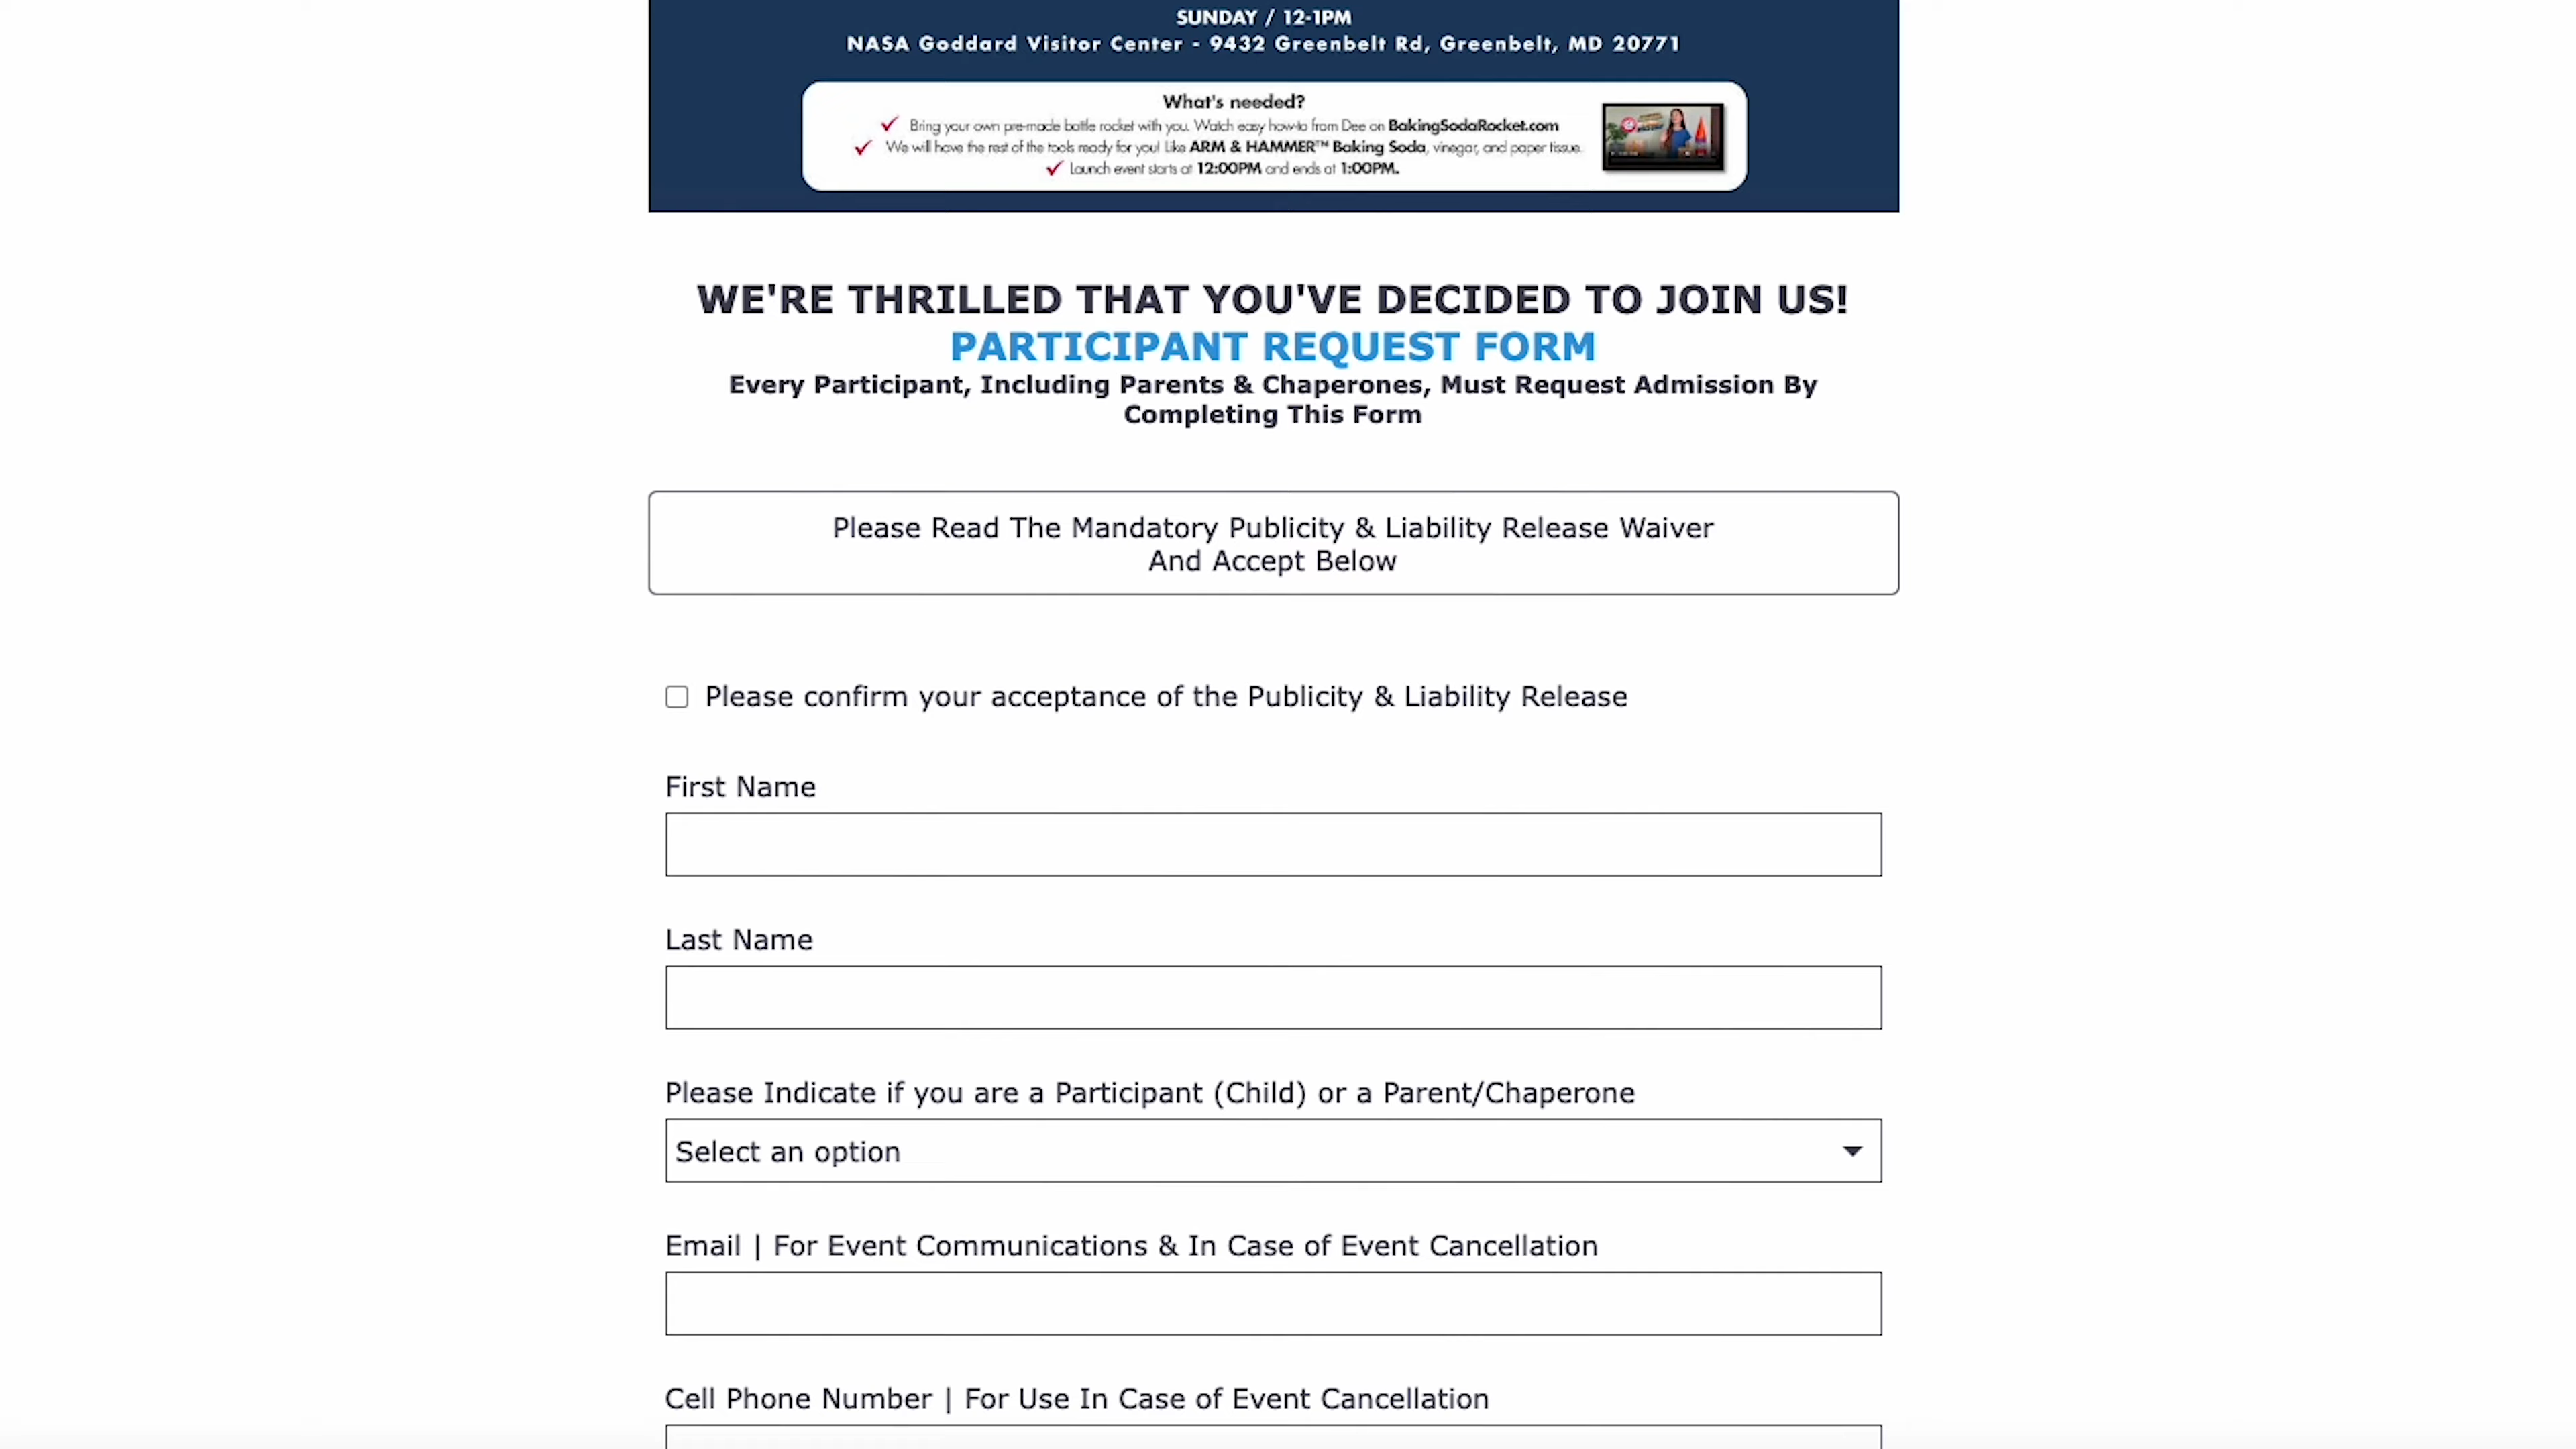 SUNDAY / 12-1PM
NASA Goddard Visitor Center - 9432 Greenbelt Rd, Greenbelt, MD 20771
What's needed?
Bring your own pre-made bottle rocket with you. Watch easy how-to from Dee on BakingSodaRocket.com
We will have the rest of the tools ready for you! Like ARM & HAMMER™ Baking Soda, vinegar, and paper tissue.
Launch event starts at 12:00PM and ends at 1:00PM.
WE'RE THRILLED THAT YOU'VE DECIDED TO JOIN US!
PARTICIPANT REQUEST FORM
Every Participant, Including Parents & Chaperones, Must Request Admission By
Completing This Form
Please Read The Mandatory Publicity & Liability Release Waiver
And Accept Below
Please confirm your acceptance of the Publicity & Liability Release
First Name
Last Name
Please Indicate if you are a Participant (Child) or a Parent/Chaperone
Select an option
Email | For Event Communications & In Case of Event Cancellation
Cell Phone Number | For Use In Case of Event Cancellation